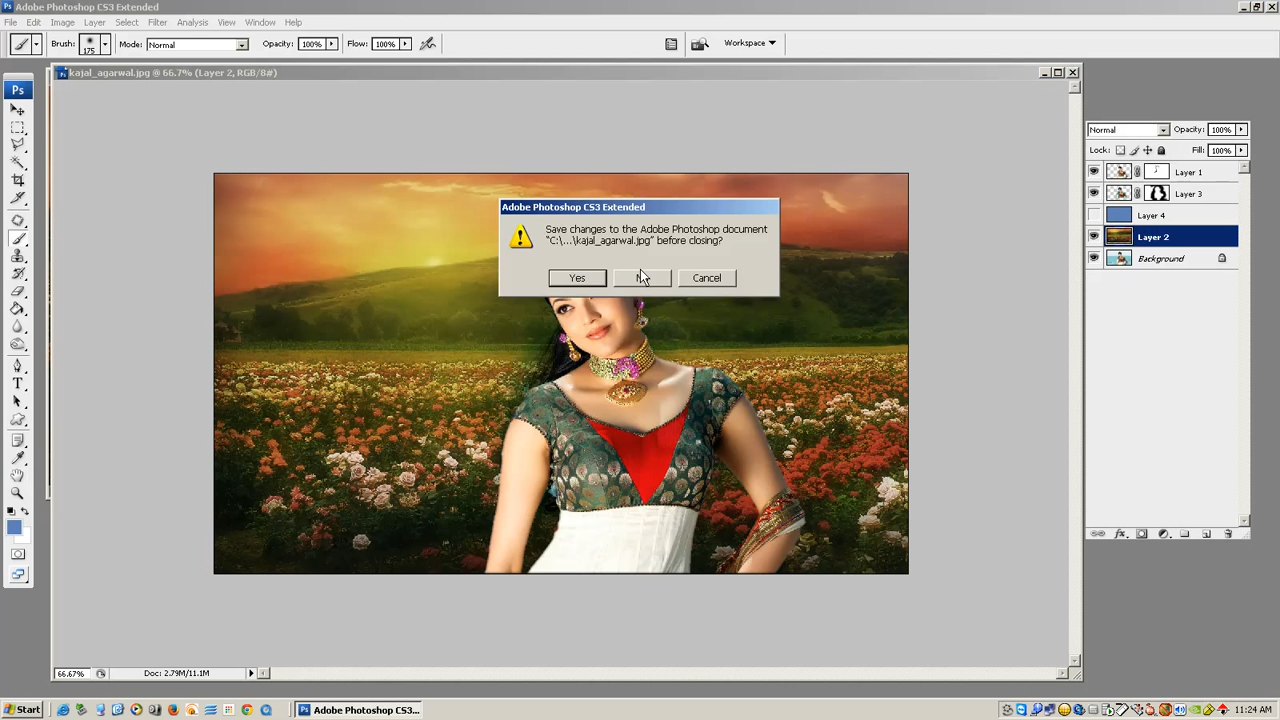 Adobe Photoshop CS3 Extended
File Edit Image Layer Select Filter Analysis View Window Help
Brush: 175 Mode: Normal Opacity: 100% Flow: 100% Workspace
kajal_agarwal.jpg @ 66.7% (Layer 2, RGB/8#)
Ps
Adobe Photoshop CS3 Extended
Save changes to the Adobe Photoshop document
"C:\...\kajal_agarwal.jpg" before closing?
Yes Cancel
Normal Opacity: 100%
Lock: Fill: 100%
Layer 1
Layer 3
Layer 4
Layer 2
Background
66.67% Doc: 2.79M/11.1M
Start Adobe Photoshop CS3... 11:24 AM